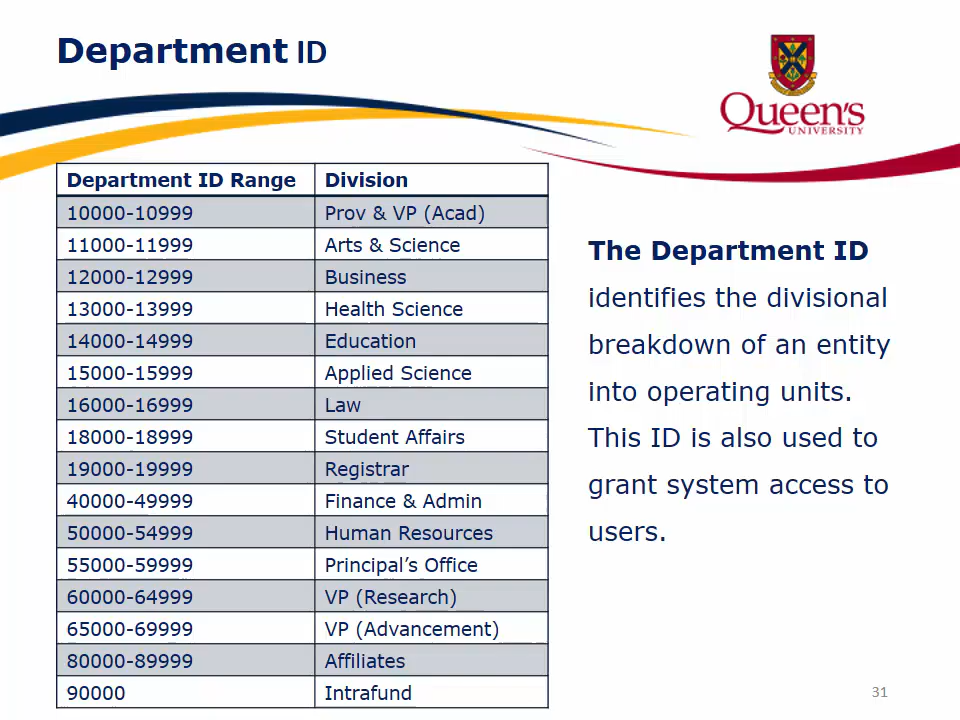 Department ID
Queen's
UNIVERSITY
Department ID Range Division
10000-10999 Prov & VP (Acad)
11000-11999 Arts & Science
12000-12999 Business
13000-13999 Health Science
14000-14999 Education
15000-15999 Applied Science
16000-16999 Law
18000-18999 Student Affairs
19000-19999 Registrar
40000-49999 Finance & Admin
50000-54999 Human Resources
55000-59999 Principal’s Office
60000-64999 VP (Research)
65000-69999 VP (Advancement)
80000-89999 Affiliates
90000 Intrafund
The Department ID
identifies the divisional
breakdown of an entity
into operating units.
This ID is also used to
grant system access to
users.
31